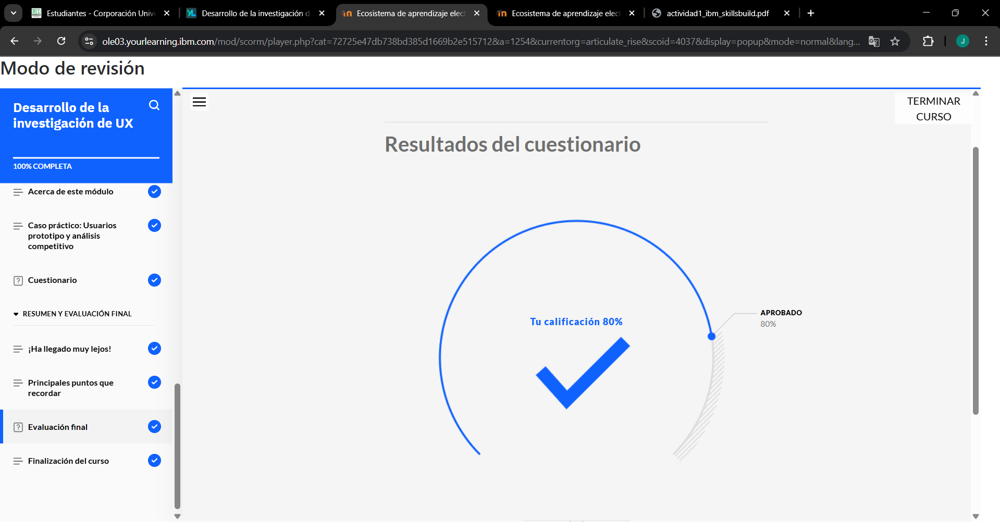 Estudiantes - Corporación Unive
Desarrollo de la investigación d
Ecosistema de aprendizaje elect
Ecosistema de aprendizaje elect
actividad1_ibm_skillsbuild.pdf
ole03.yourlearning.ibm.com/mod/scorm/player.php?cat=72725e47db738bd385d1669b2e515712&a=1254&currentorg=articulate_rise&scoid=4037&display=popup&mode=normal&lang...
J
Modo de revisión
Desarrollo de la
investigación de UX
100% COMPLETA
Acerca de este módulo
Caso práctico: Usuarios
prototipo y análisis
competitivo
Cuestionario
RESUMEN Y EVALUACIÓN FINAL
¡Ha llegado muy lejos!
Principales puntos que
recordar
Evaluación final
Finalización del curso
TERMINAR
CURSO
Resultados del cuestionario
Tu calificación 80%
APROBADO
80%